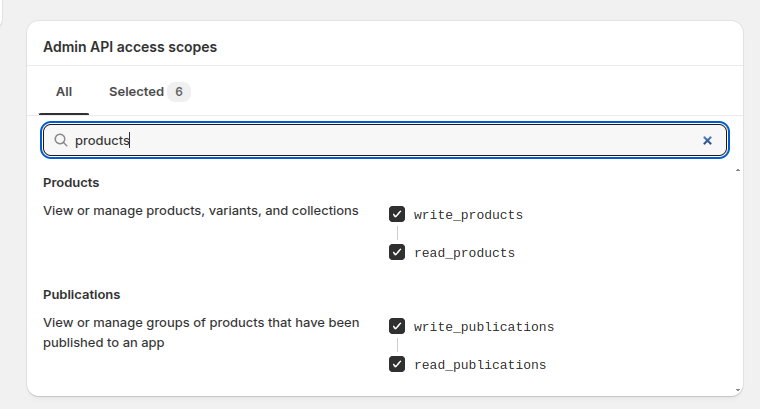 Admin API access scopes
All Selected 6
products
Products
View or manage products, variants, and collections
write_products
read_products
Publications
View or manage groups of products that have been
published to an app
write_publications
read_publications